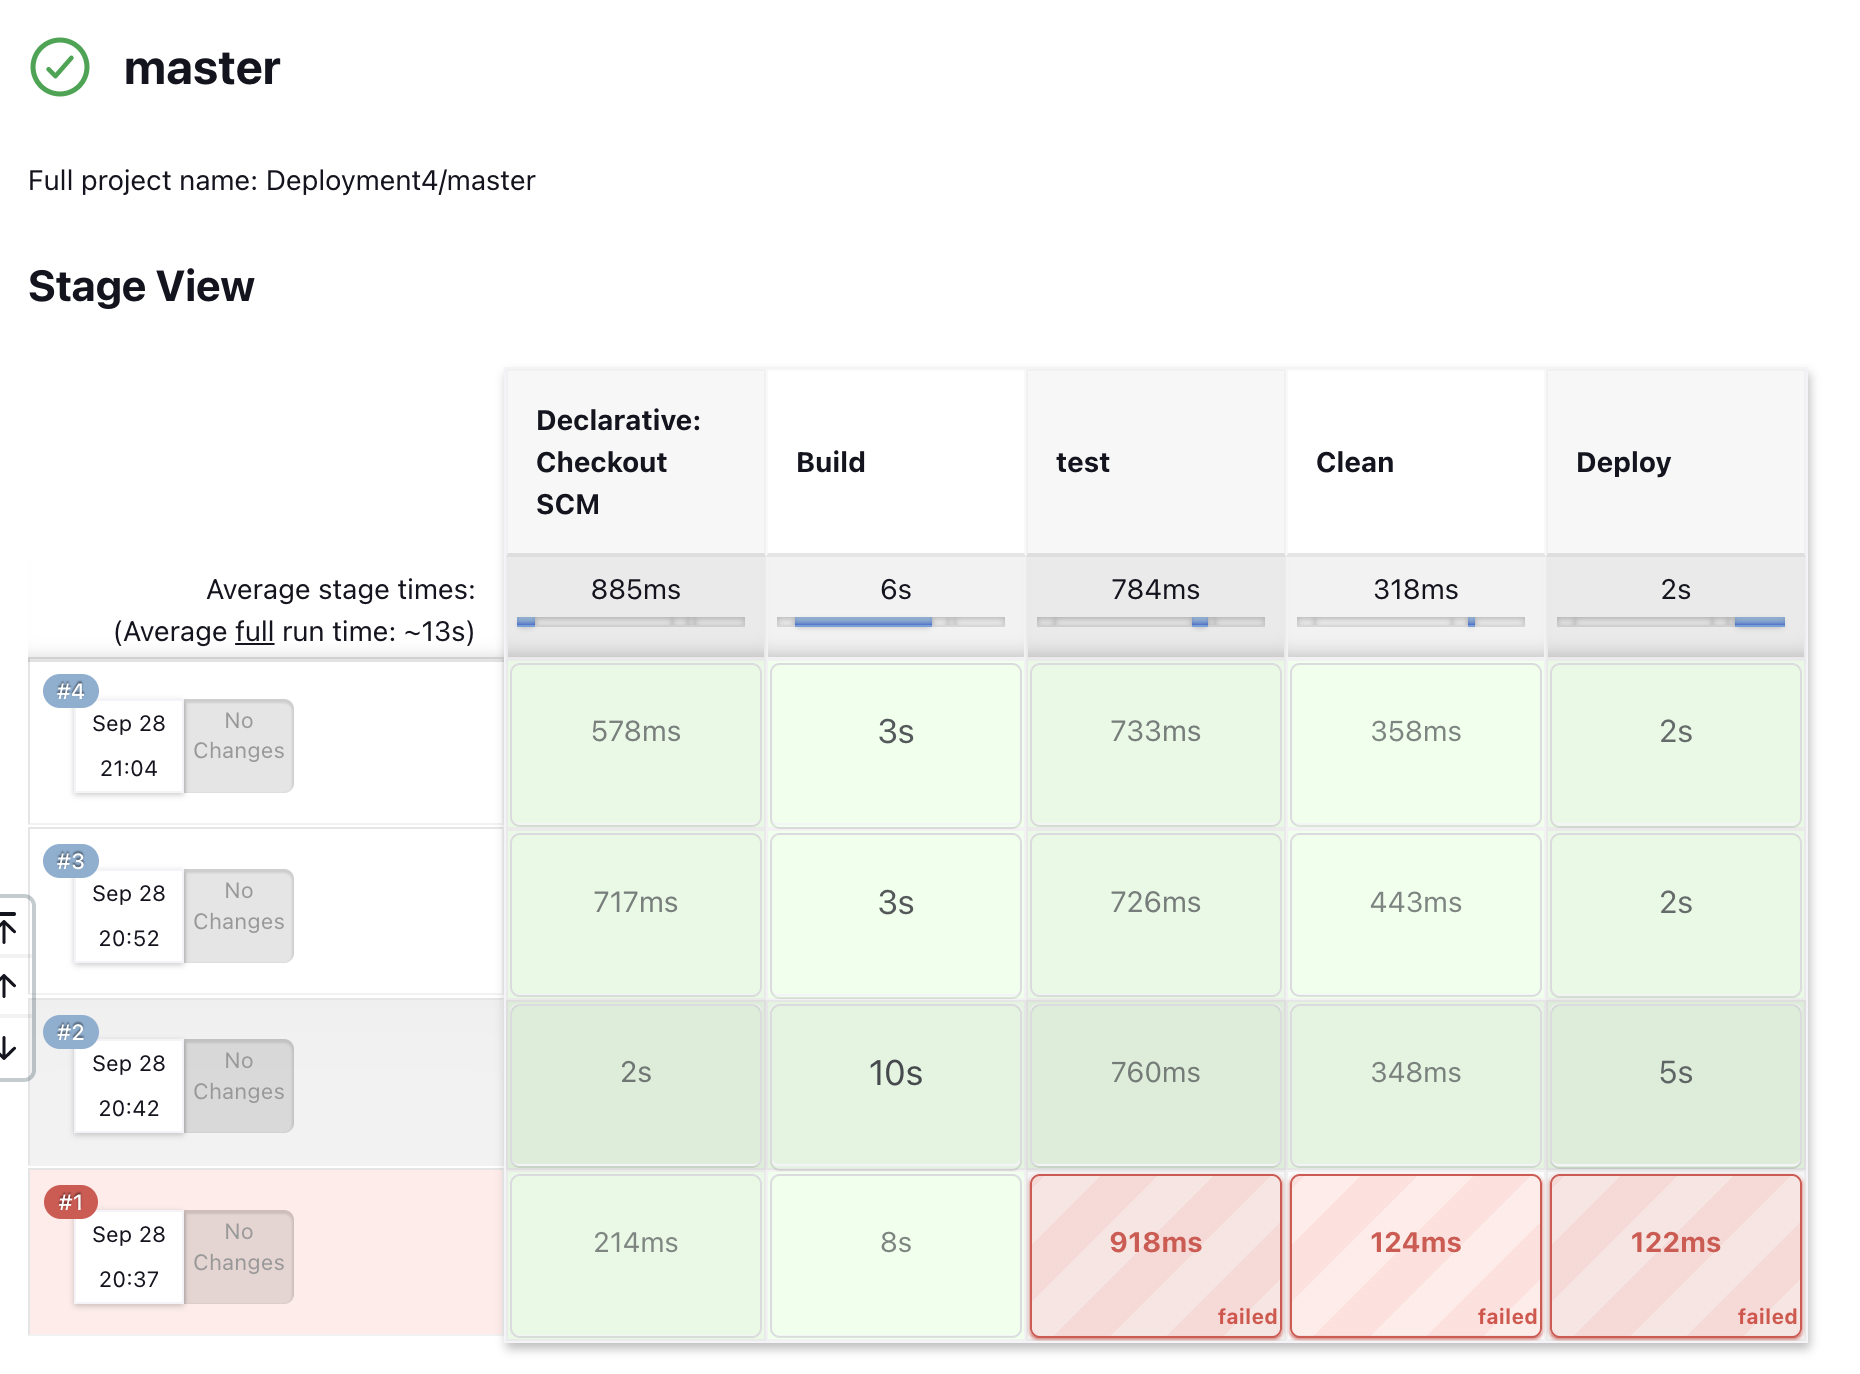 master
Full project name: Deployment4/master
Stage View
Declarative:
Checkout
SCM
Build
test
Clean
Deploy
Average stage times:
(Average full run time: ~13s)
885ms
6s
784ms
318ms
2s
#4
Sep 28
21:04
No
Changes
578ms
3s
733ms
358ms
2s
#3
Sep 28
20:52
No
Changes
717ms
3s
726ms
443ms
2s
#2
Sep 28
20:42
No
Changes
2s
10s
760ms
348ms
5s
#1
Sep 28
20:37
No
Changes
214ms
8s
918ms
failed
124ms
failed
122ms
failed